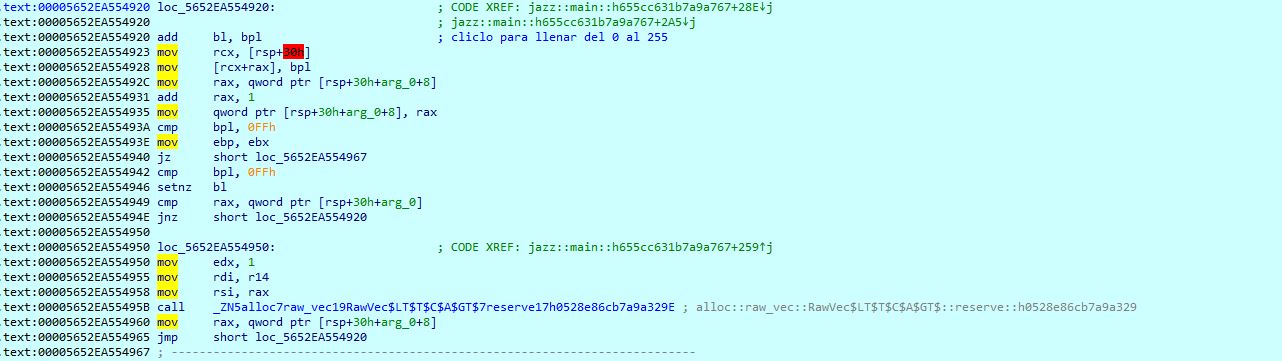 .text:00005652EA554920 loc_5652EA554920: ; CODE XREF: jazz::main::h655cc631b7a9a767+28E↓j
.text:00005652EA554920 ; jazz::main::h655cc631b7a9a767+2A5↓j
.text:00005652EA554920 add bl, bpl ; cliclo para llenar del 0 al 255
.text:00005652EA554923 mov rcx, [rsp+30h]
.text:00005652EA554928 mov [rcx+rax], bpl
.text:00005652EA55492C mov rax, qword ptr [rsp+30h+arg_0+8]
.text:00005652EA554931 add rax, 1
.text:00005652EA554935 mov qword ptr [rsp+30h+arg_0+8], rax
.text:00005652EA55493A cmp bpl, 0FFh
.text:00005652EA55493E mov ebp, ebx
.text:00005652EA554940 jz short loc_5652EA554967
.text:00005652EA554942 cmp bpl, 0FFh
.text:00005652EA554946 setnz bl
.text:00005652EA554949 cmp rax, qword ptr [rsp+30h+arg_0]
.text:00005652EA55494E jnz short loc_5652EA554920
.text:00005652EA554950
.text:00005652EA554950 loc_5652EA554950: ; CODE XREF: jazz::main::h655cc631b7a9a767+259↑j
.text:00005652EA554950 mov edx, 1
.text:00005652EA554955 mov rdi, r14
.text:00005652EA554958 mov rsi, rax
.text:00005652EA55495B call _ZN5alloc7raw_vec19RawVec$LT$T$C$A$GT$7reserve17h0528e86cb7a9a329E ; alloc::raw_vec::RawVec$LT$T$C$A$GT$::reserve::h0528e86cb7a9a329
.text:00005652EA554960 mov rax, qword ptr [rsp+30h+arg_0+8]
.text:00005652EA554965 jmp short loc_5652EA554920
.text:00005652EA554967 ; ---------------------------------------------------------------------------